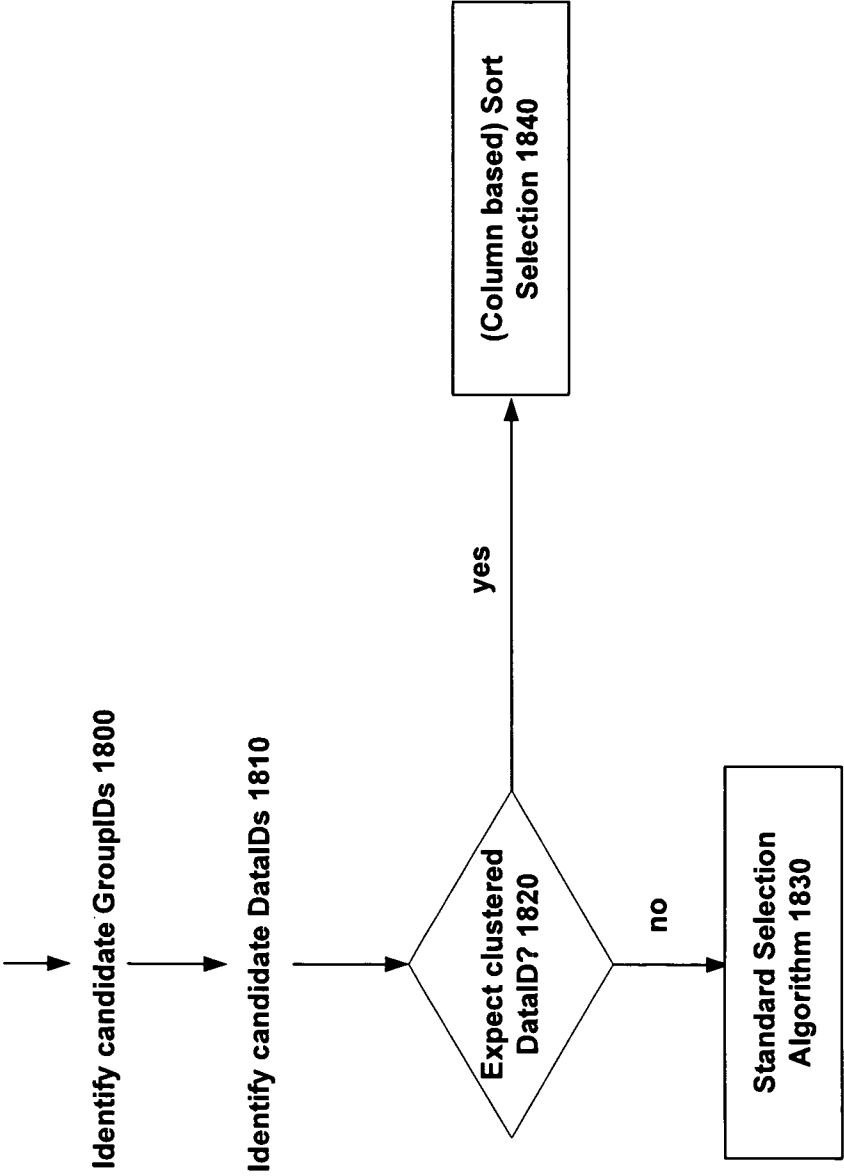 Identify candidate GroupIDs 1800
Identify candidate DataIDs 1810
Expect clustered
DataID? 1820
yes
(Column based) Sort
Selection 1840
no
Standard Selection
Algorithm 1830